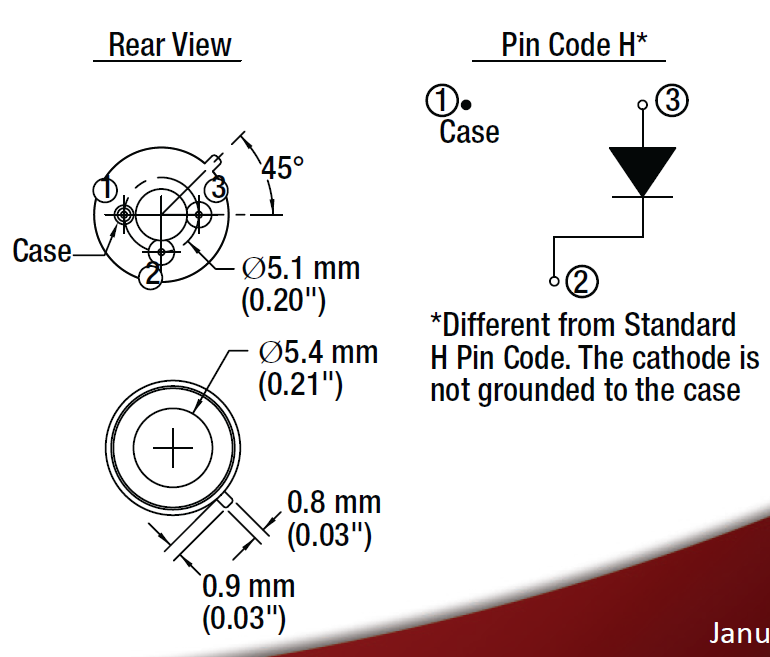 Rear View
Pin Code H*
1
Case
3
45°
1
3
Case
2
Ø5.1 mm
(0.20")
2
*Different from Standard
H Pin Code. The cathode is
not grounded to the case
Ø5.4 mm
(0.21")
0.8 mm
(0.03")
0.9 mm
(0.03")
Janu